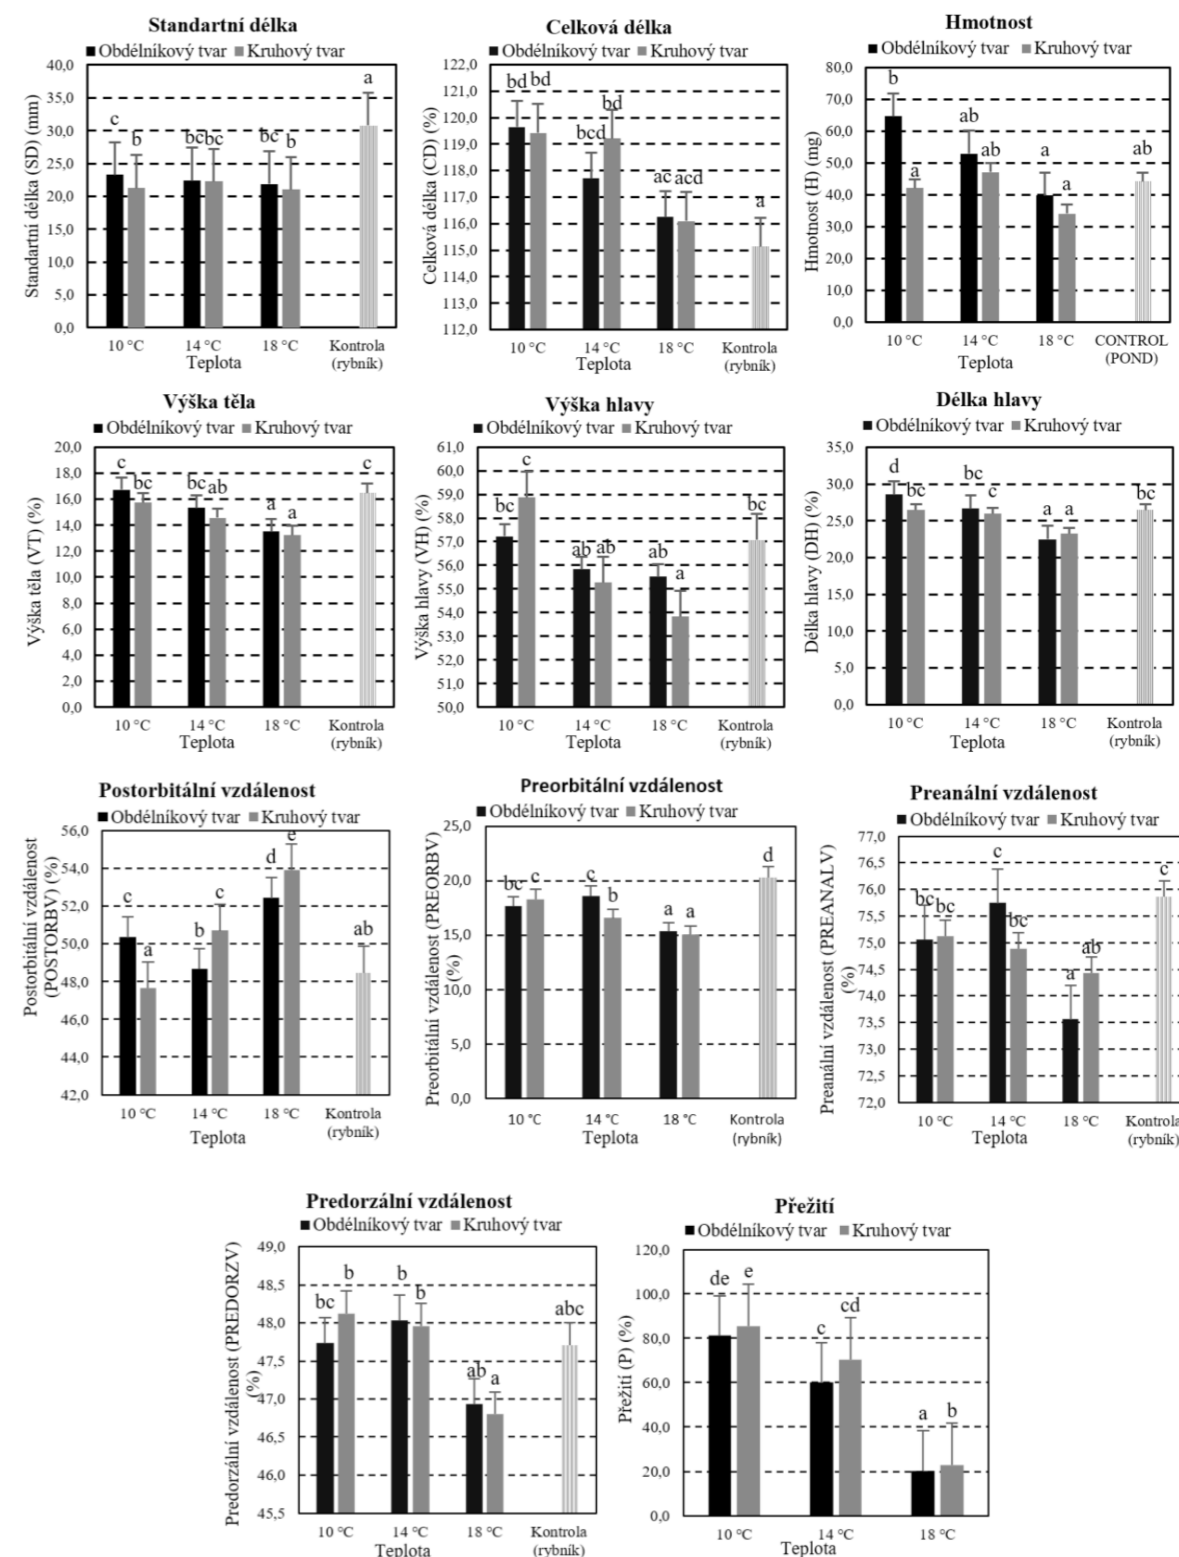 Standartní délka
■ Obdélníkový tvar ■ Kruhový tvar
Standartní délka (SD) (mm)
40,0
35,0
30,0
25,0
20,0
15,0
10,0
5,0
0,0
c b bc bc bc b a
10 °C 14 °C 18 °C Kontrola (rybník)
Teplota
Celková délka
■ Obdélníkový tvar ■ Kruhový tvar
Celková délka (CD) (%)
122,0
121,0
120,0
119,0
118,0
117,0
116,0
115,0
114,0
113,0
112,0
bd bd bcd bd ac acd a
10 °C 14 °C 18 °C Kontrola (rybník)
Teplota
Hmotnost
■ Obdélníkový tvar ■ Kruhový tvar
Hmotnost (H) (mg)
80,0
70,0
60,0
50,0
40,0
30,0
20,0
10,0
0,0
b a ab ab a a ab
10 °C 14 °C 18 °C CONTROL (POND)
Teplota
Výška těla
■ Obdélníkový tvar ■ Kruhový tvar
Výška těla (VT) (%)
20,0
18,0
16,0
14,0
12,0
10,0
8,0
6,0
4,0
2,0
0,0
c bc bc ab a a c
10 °C 14 °C 18 °C Kontrola (rybník)
Teplota
Výška hlavy
■ Obdélníkový tvar ■ Kruhový tvar
Výška hlavy (VH) (%)
61,0
60,0
59,0
58,0
57,0
56,0
55,0
54,0
53,0
52,0
51,0
50,0
bc c ab ab ab a bc
10 °C 14 °C 18 °C Kontrola (rybník)
Teplota
Délka hlavy
■ Obdélníkový tvar ■ Kruhový tvar
Délka hlavy (DH) (%)
35,0
30,0
25,0
20,0
15,0
10,0
5,0
0,0
d bc bc c a a bc
10 °C 14 °C 18 °C Kontrola (rybník)
Teplota
Postorbitální vzdálenost
■ Obdélníkový tvar ■ Kruhový tvar
Postorbitální vzdálenost (POSTORBV) (%)
56,0
54,0
52,0
50,0
48,0
46,0
44,0
42,0
c a b c d e ab
10 °C 14 °C 18 °C Kontrola (rybník)
Teplota
Preorbitální vzdálenost
■ Obdélníkový tvar ■ Kruhový tvar
Preorbitální vzdálenost (PREORBV) (%)
25,0
20,0
15,0
10,0
5,0
0,0
bc c c b a a d
10 °C 14 °C 18 °C Kontrola (rybník)
Teplota
Preanální vzdálenost
■ Obdélníkový tvar ■ Kruhový tvar
Preanální vzdálenost (PREANALV) (%)
77,0
76,5
76,0
75,5
75,0
74,5
74,0
73,5
73,0
72,5
72,0
bc bc c bc a ab c
10 °C 14 °C 18 °C Kontrola (rybník)
Teplota
Predorzální vzdálenost
■ Obdélníkový tvar ■ Kruhový tvar
Predorzální vzdálenost (PREDORZV) (%)
49,0
48,5
48,0
47,5
47,0
46,5
46,0
45,5
bc b b b ab a abc
10 °C 14 °C 18 °C Kontrola (rybník)
Teplota
Přežití
■ Obdélníkový tvar ■ Kruhový tvar
Přežití (P) (%)
120,0
100,0
80,0
60,0
40,0
20,0
0,0
de e c cd a b
10 °C 14 °C 18 °C
Teplota